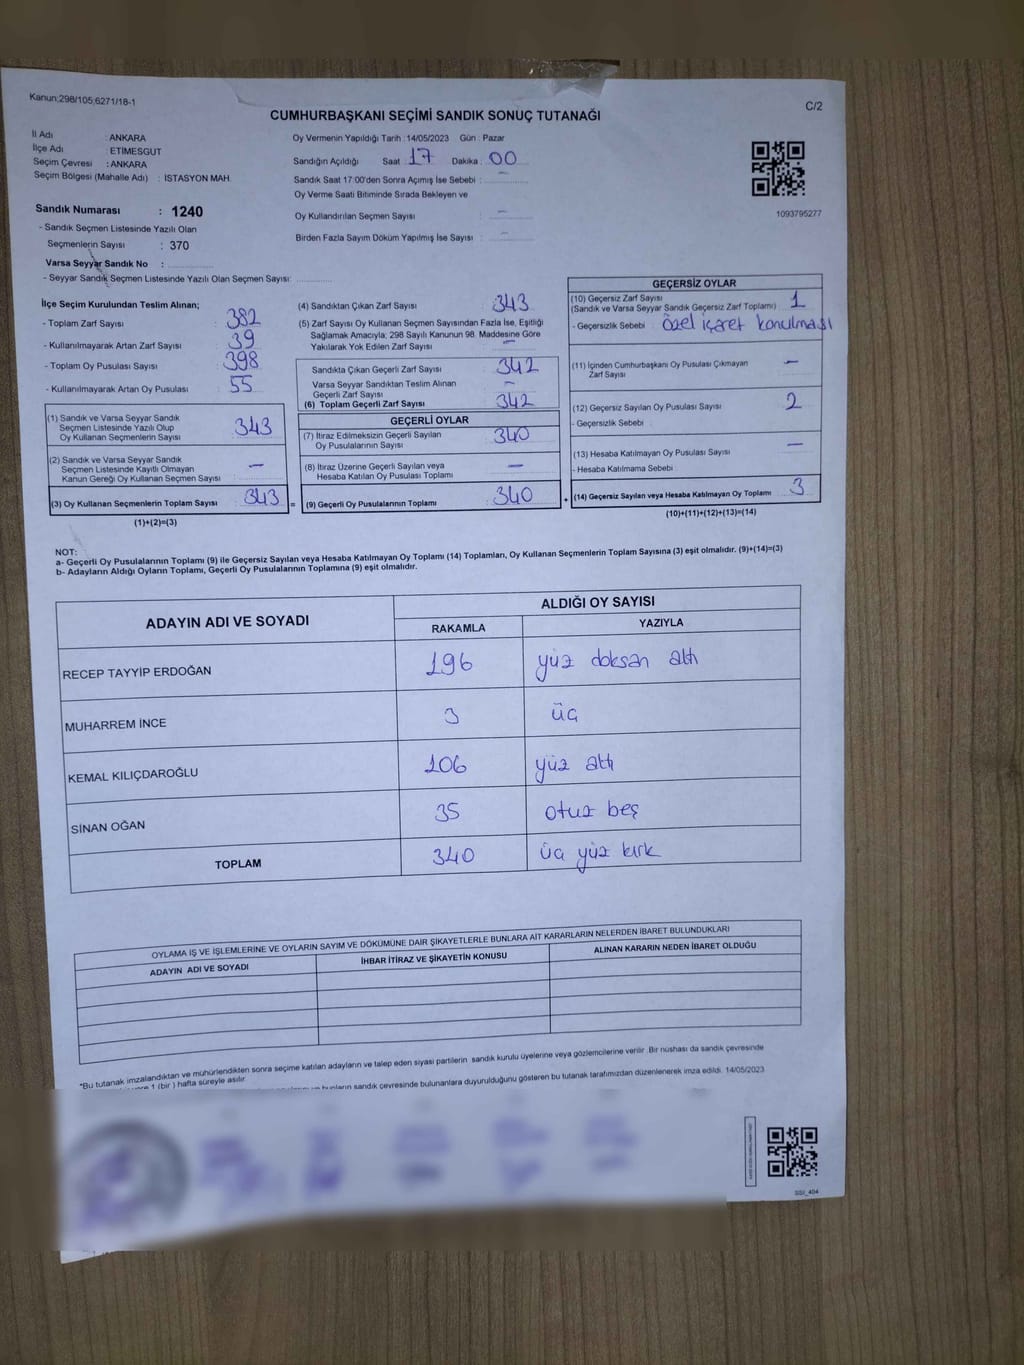 Kanun;298/105,6271/18-1
C/2
CUMHURBAŞKANI SEÇİMİ SANDIK SONUÇ TUTANAĞI
İl Adı : ANKARA
İlçe Adı : ETİMESGUT
Seçim Çevresi : ANKARA
Seçim Bölgesi (Mahalle Adı) : İSTASYON MAH.
Oy Vermenin Yapıldığı Tarih : 14/05/2023 Gün : Pazar
Sandığın Açıldığı Saat : 17 Dakika : 00
Sandık Saat 17:00'den Sonra Açımış İse Sebebi : –
Oy Verme Saati Bitiminde Sırada Bekleyen ve
Oy Kullandırılan Seçmen Sayısı : –
Birden Fazla Sayım Döküm Yapılmış İse Sayısı : –
1093795277
Sandık Numarası : 1240
- Sandık Seçmen Listesinde Yazılı Olan
Seçmenlerin Sayısı : 370
Varsa Seyyar Sandık No :
- Seyyar Sandık Seçmen Listesinde Yazılı Olan Seçmen Sayısı:
İlçe Seçim Kurulundan Teslim Alınan;
- Toplam Zarf Sayısı : 382
- Kullanılmayarak Artan Zarf Sayısı : 39
- Toplam Oy Pusulası Sayısı : 398
- Kullanılmayarak Artan Oy Pusulası : 55
(1) Sandık ve Varsa Seyyar Sandık
Seçmen Listesinde Yazılı Olup
Oy Kullanan Seçmenlerin Sayısı 343
(2) Sandık ve Varsa Seyyar Sandık
Seçmen Listesinde Kayıtlı Olmayan
Kanun Gereği Oy Kullanan Seçmen Sayısı –
(3) Oy Kullanan Seçmenlerin Toplam Sayısı 343
(1)+(2)=(3)
(4) Sandıktan Çıkan Zarf Sayısı 343
(5) Zarf Sayısı Oy Kullanan Seçmen Sayısından Fazla İse, Eşitliği
Sağlamak Amacıyla; 298 Sayılı Kanunun 98. Maddesine Göre
Yakılarak Yok Edilen Zarf Sayısı –
Sandıkta Çıkan Geçerli Zarf Sayısı 342
Varsa Seyyar Sandıktan Teslim Alınan
Geçerli Zarf Sayısı –
(6) Toplam Geçerli Zarf Sayısı 342
GEÇERLİ OYLAR
(7) İtiraz Edilmeksizin Geçerli Sayılan
Oy Pusulalarının Sayısı 340
(8) İtiraz Üzerine Geçerli Sayılan veya
Hesaba Katılan Oy Pusulası Toplamı –
= (9) Geçerli Oy Pusulalarının Toplamı 340
GEÇERSİZ OYLAR
(10) Geçersiz Zarf Sayısı
(Sandık ve Varsa Seyyar Sandık Geçersiz Zarf Toplamı) 1
- Geçersizlik Sebebi : özel işaret konulması
(11) İçinden Cumhurbaşkanı Oy Pusulası Çıkmayan
Zarf Sayısı –
(12) Geçersiz Sayılan Oy Pusulası Sayısı 2
- Geçersizlik Sebebi :
(13) Hesaba Katılmayan Oy Pusulası Sayısı –
- Hesaba Katılmama Sebebi :
+ (14) Geçersiz Sayılan veya Hesaba Katılmayan Oy Toplamı 3
(10)+(11)+(12)+(13)=(14)
NOT:
a- Geçerli Oy Pusulalarının Toplamı (9) ile Geçersiz Sayılan veya Hesaba Katılmayan Oy Toplamı (14) Toplamları, Oy Kullanan Seçmenlerin Toplam Sayısına (3) eşit olmalıdır. (9)+(14)=(3)
b- Adayların Aldığı Oyların Toplamı, Geçerli Oy Pusulalarının Toplamına (9) eşit olmalıdır.
ADAYIN ADI VE SOYADI
ALDIĞI OY SAYISI
RAKAMLA YAZIYLA
RECEP TAYYİP ERDOĞAN 196 yüz doksan altı
MUHARREM İNCE 3 üç
KEMAL KILIÇDAROĞLU 106 yüz altı
SİNAN OĞAN 35 otuz beş
TOPLAM 340 üç yüz kırk
OYLAMA İŞ VE İŞLEMLERİNE VE OYLARIN SAYIM VE DÖKÜMÜNE DAİR ŞİKAYETLERLE BUNLARA AİT KARARLARIN NELERDEN İBARET BULUNDUKLARI
ADAYIN ADI VE SOYADI İHBAR İTİRAZ VE ŞİKAYETİN KONUSU ALINAN KARARIN NEDEN İBARET OLDUĞU
*Bu tutanak imzalandıktan ve mühürlendikten sonra seçime katılan adayların ve talep eden siyasi partilerin sandık kurulu üyelerine veya gözlemcilerine verilir .Bir nüshası da sandık çevresinde
1 (bir ) hafta süreyle asılır.
bunların sandık çevresinde bulunanlara duyurulduğunu gösteren bu tutanak tarafımızdan düzenlenerek imza edildi. 14/05/2023
SSI_404